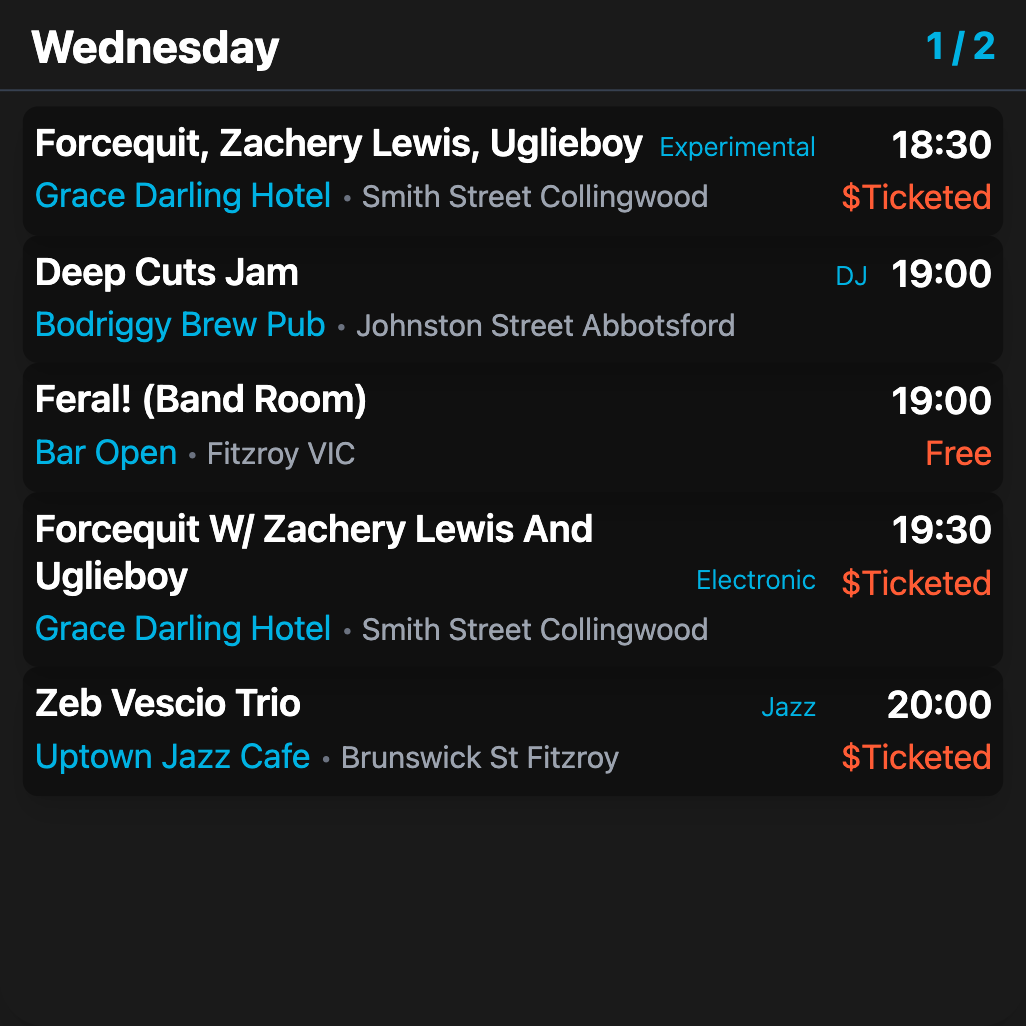 Wednesday 1 / 2
Forcequit, Zachery Lewis, Uglieboy Experimental 18:30
Grace Darling Hotel • Smith Street Collingwood $Ticketed
Deep Cuts Jam DJ 19:00
Bodriggy Brew Pub • Johnston Street Abbotsford
Feral! (Band Room) 19:00
Bar Open • Fitzroy VIC Free
Forcequit W/ Zachery Lewis And 19:30
Uglieboy Electronic $Ticketed
Grace Darling Hotel • Smith Street Collingwood
Zeb Vescio Trio Jazz 20:00
Uptown Jazz Cafe • Brunswick St Fitzroy $Ticketed